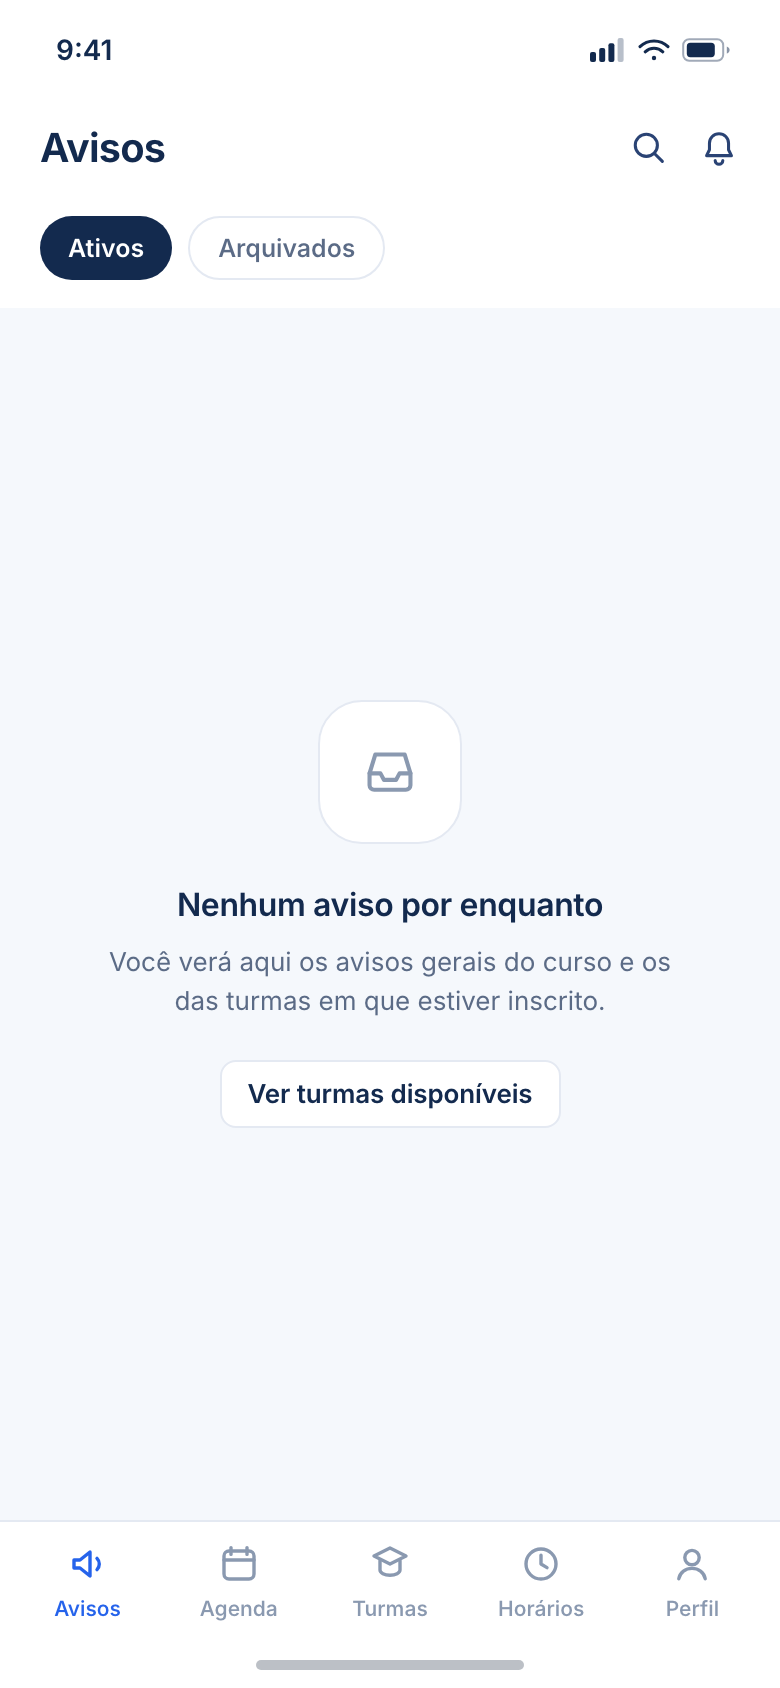 9:41
Avisos
Ativos
Arquivados
Nenhum aviso por enquanto
Você verá aqui os avisos gerais do curso e os
das turmas em que estiver inscrito.
Ver turmas disponíveis
Avisos
Agenda
Turmas
Horários
Perfil